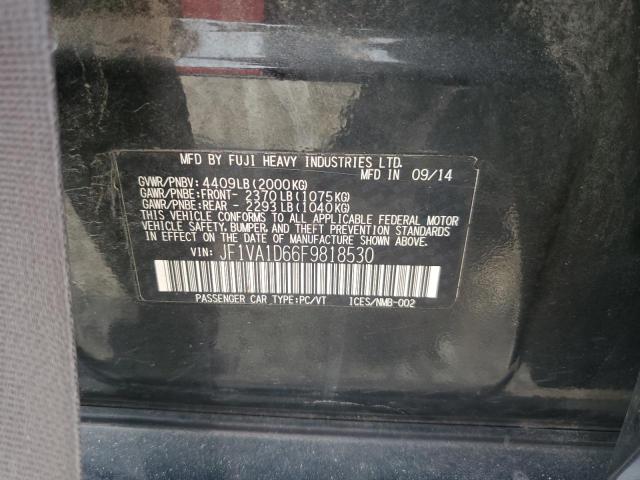 MFD BY FUJI HEAVY INDUSTRIES LTD.
MFD IN 09/14
GVWR/PNBV: 4409LB(2000KG)
GAWR/PNBE:FRONT- 2370LB(1075KG)
GAWR/PNBE:REAR - 2293LB(1040KG)
THIS VEHICLE CONFORMS TO ALL APPLICABLE FEDERAL MOTOR
VEHICLE SAFETY, BUMPER, AND THEFT PREVENTION STANDARDS
IN EFFECT ON THE DATE OF MANUFACTURE SHOWN ABOVE.
VIN: JF1VA1D66F9818530
PASSENGER CAR TYPE:PC/VT ICES/NMB-002